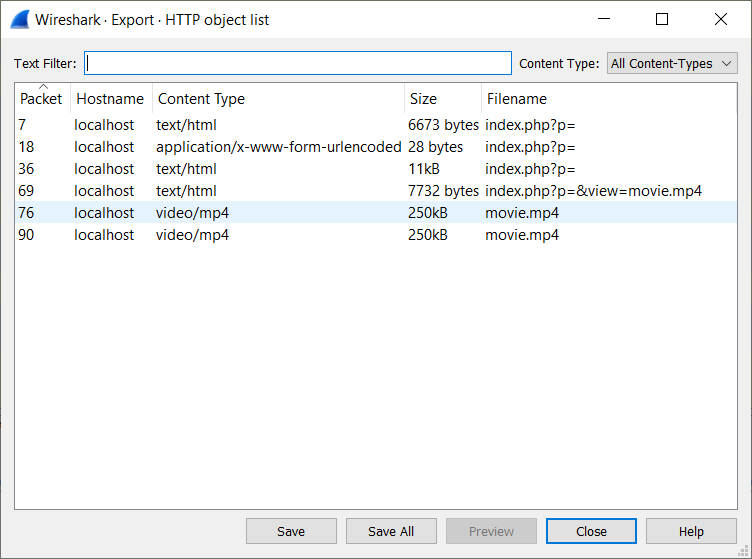 Wireshark · Export · HTTP object list
Text Filter: Content Type: All Content-Types
Packet Hostname Content Type Size Filename
7 localhost text/html 6673 bytes index.php?p=
18 localhost application/x-www-form-urlencoded 28 bytes index.php?p=
36 localhost text/html 11kB index.php?p=
69 localhost text/html 7732 bytes index.php?p=&view=movie.mp4
76 localhost video/mp4 250kB movie.mp4
90 localhost video/mp4 250kB movie.mp4
Save Save All Preview Close Help